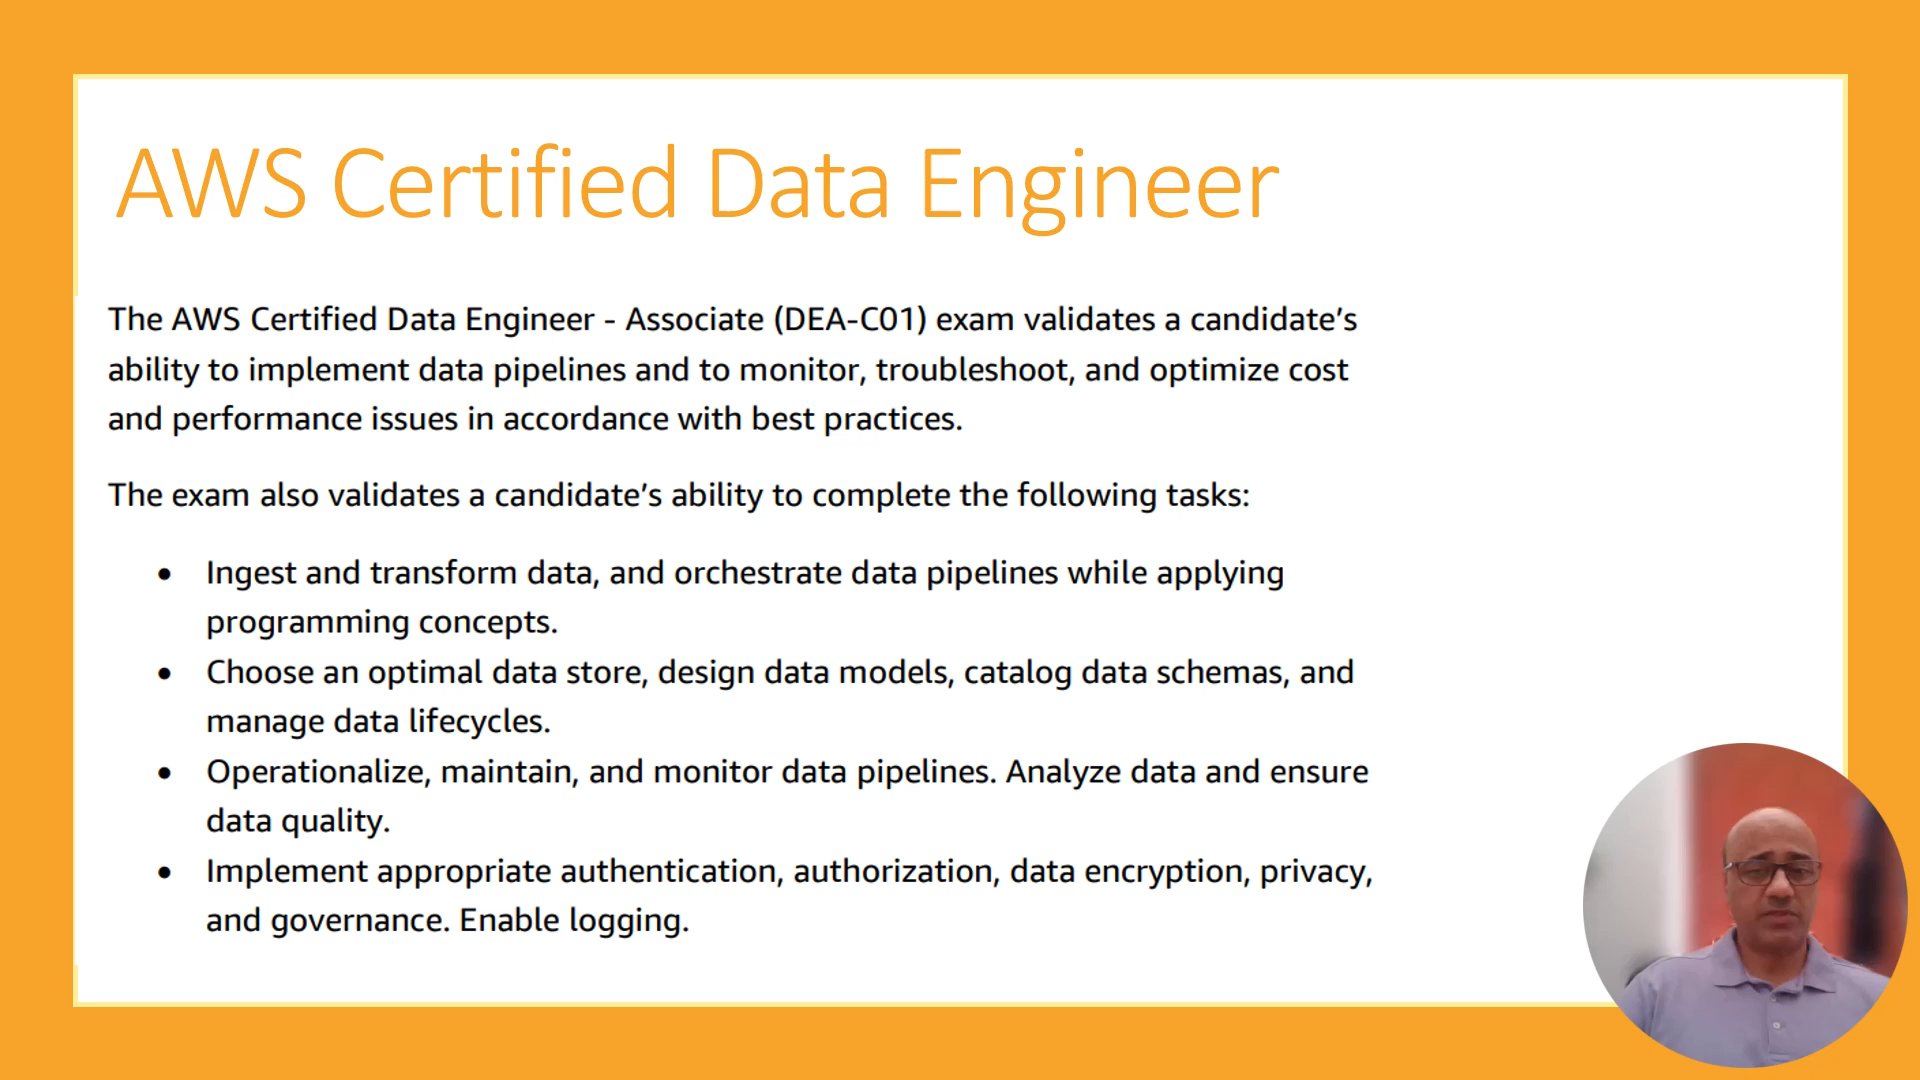 AWS Certified Data Engineer
The AWS Certified Data Engineer - Associate (DEA-C01) exam validates a candidate’s
ability to implement data pipelines and to monitor, troubleshoot, and optimize cost
and performance issues in accordance with best practices.
The exam also validates a candidate’s ability to complete the following tasks:
• Ingest and transform data, and orchestrate data pipelines while applying
programming concepts.
• Choose an optimal data store, design data models, catalog data schemas, and
manage data lifecycles.
• Operationalize, maintain, and monitor data pipelines. Analyze data and ensure
data quality.
• Implement appropriate authentication, authorization, data encryption, privacy,
and governance. Enable logging.